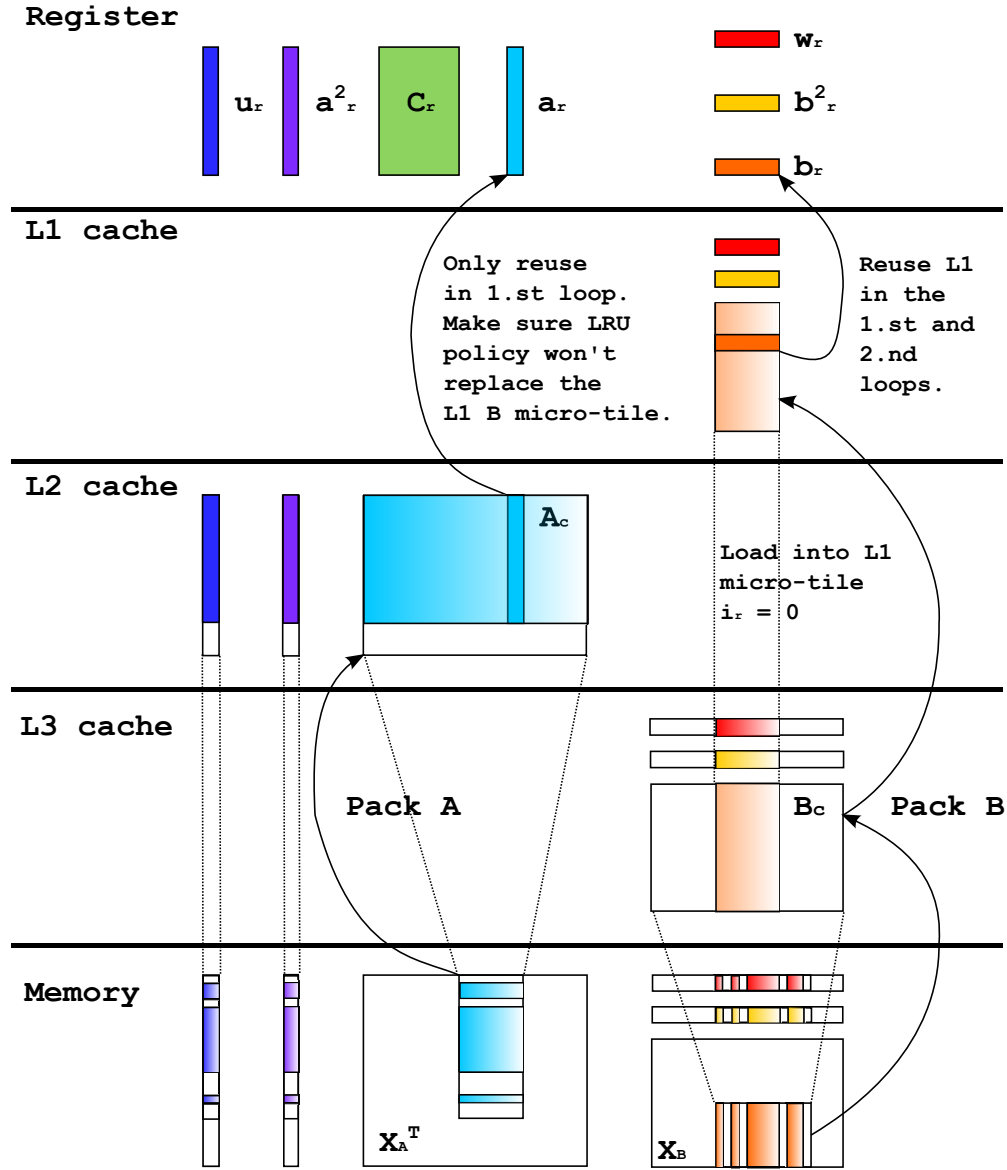 Register
wᵣ
uᵣ
a²ᵣ
Cᵣ
aᵣ
b²ᵣ
bᵣ
L1 cache
Only reuse
in 1.st loop.
Make sure LRU
policy won't
replace the
L1 B micro-tile.
Reuse L1
in the
1.st and
2.nd
loops.
L2 cache
Ac
Load into L1
micro-tile
iᵣ = 0
L3 cache
Pack A
Bc
Pack B
Memory
X_A^T
X_B